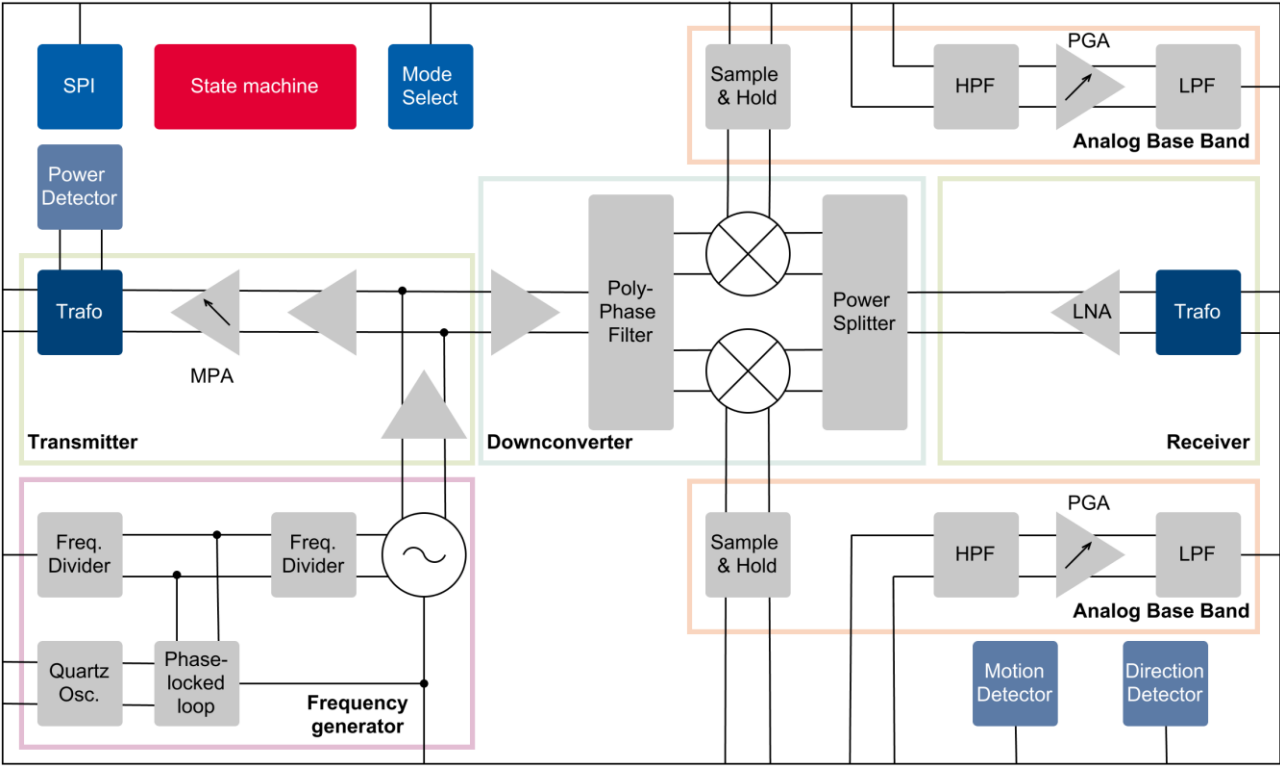 SPI
State machine
Mode
Select
Sample
& Hold
HPF
PGA
LPF
Analog Base Band
Power
Detector
Trafo
MPA
Transmitter
Poly-
Phase
Filter
Power
Splitter
Downconverter
LNA
Trafo
Receiver
Freq.
Divider
Freq.
Divider
Quartz
Osc.
Phase-
locked
loop
Frequency
generator
Sample
& Hold
HPF
PGA
LPF
Analog Base Band
Motion
Detector
Direction
Detector